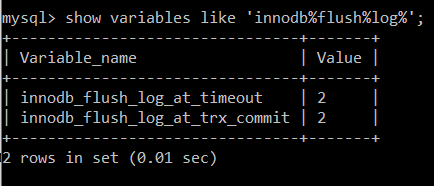 mysql> show variables like 'innodb%flush%log%';
+--------------------------------+-------+
| Variable_name                  | Value |
+--------------------------------+-------+
| innodb_flush_log_at_timeout    | 2     |
| innodb_flush_log_at_trx_commit | 2     |
+--------------------------------+-------+
2 rows in set (0.01 sec)